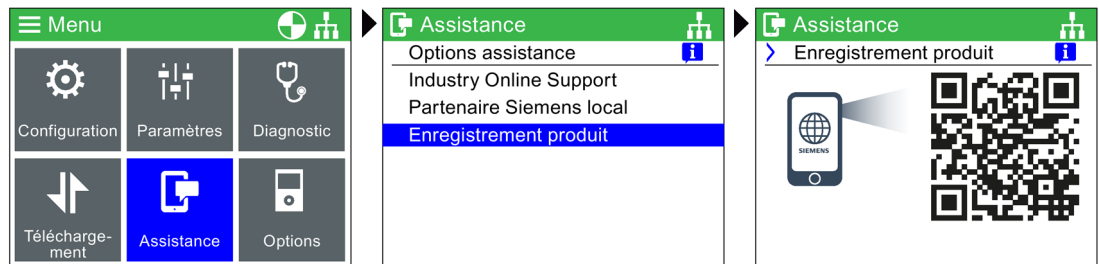 Menu
Configuration
Paramètres
Diagnostic
Télécharge-
ment
Assistance
Options
Assistance
Options assistance
Industry Online Support
Partenaire Siemens local
Enregistrement produit
Assistance
Enregistrement produit
SIEMENS